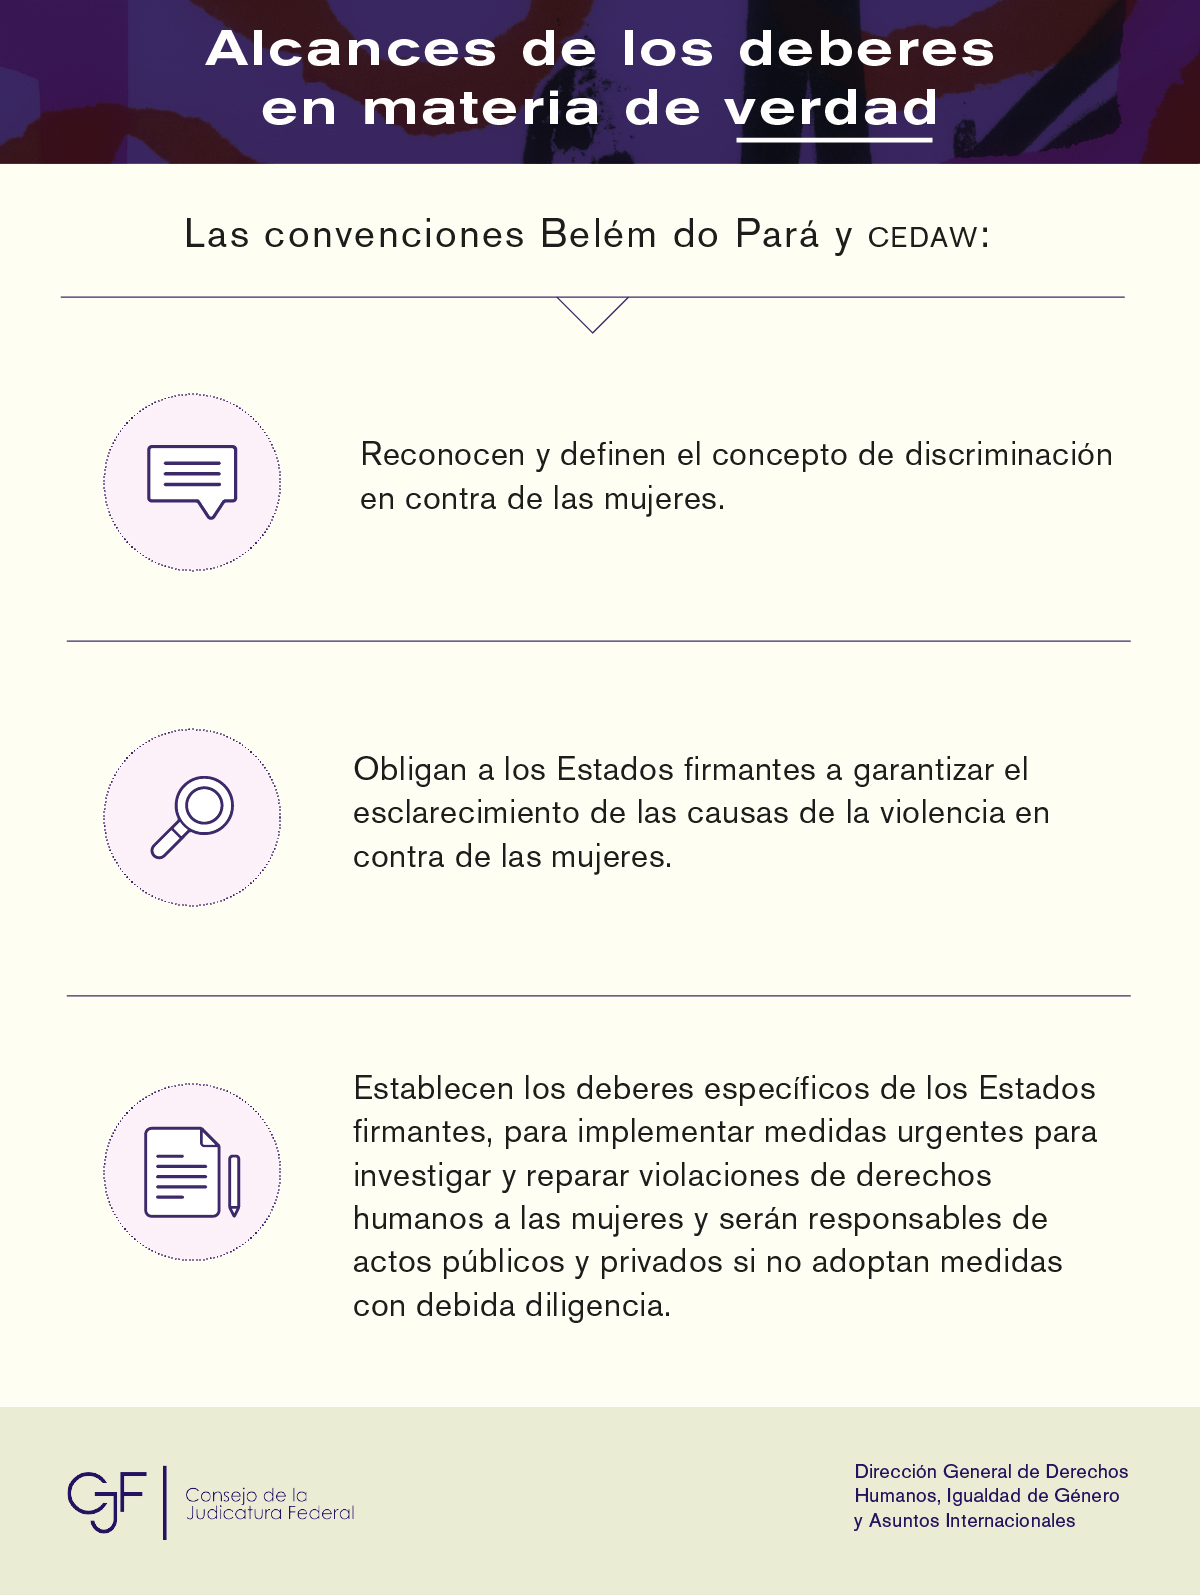 Alcances de los deberes
en materia de verdad
Las convenciones Belém do Pará y CEDAW:
Reconocen y definen el concepto de discriminación
en contra de las mujeres.
Obligan a los Estados firmantes a garantizar el
esclarecimiento de las causas de la violencia en
contra de las mujeres.
Establecen los deberes específicos de los Estados
firmantes, para implementar medidas urgentes para
investigar y reparar violaciones de derechos
humanos a las mujeres y serán responsables de
actos públicos y privados si no adoptan medidas
con debida diligencia.
CJF
Consejo de la
Judicatura Federal
Dirección General de Derechos
Humanos, Igualdad de Género
y Asuntos Internacionales